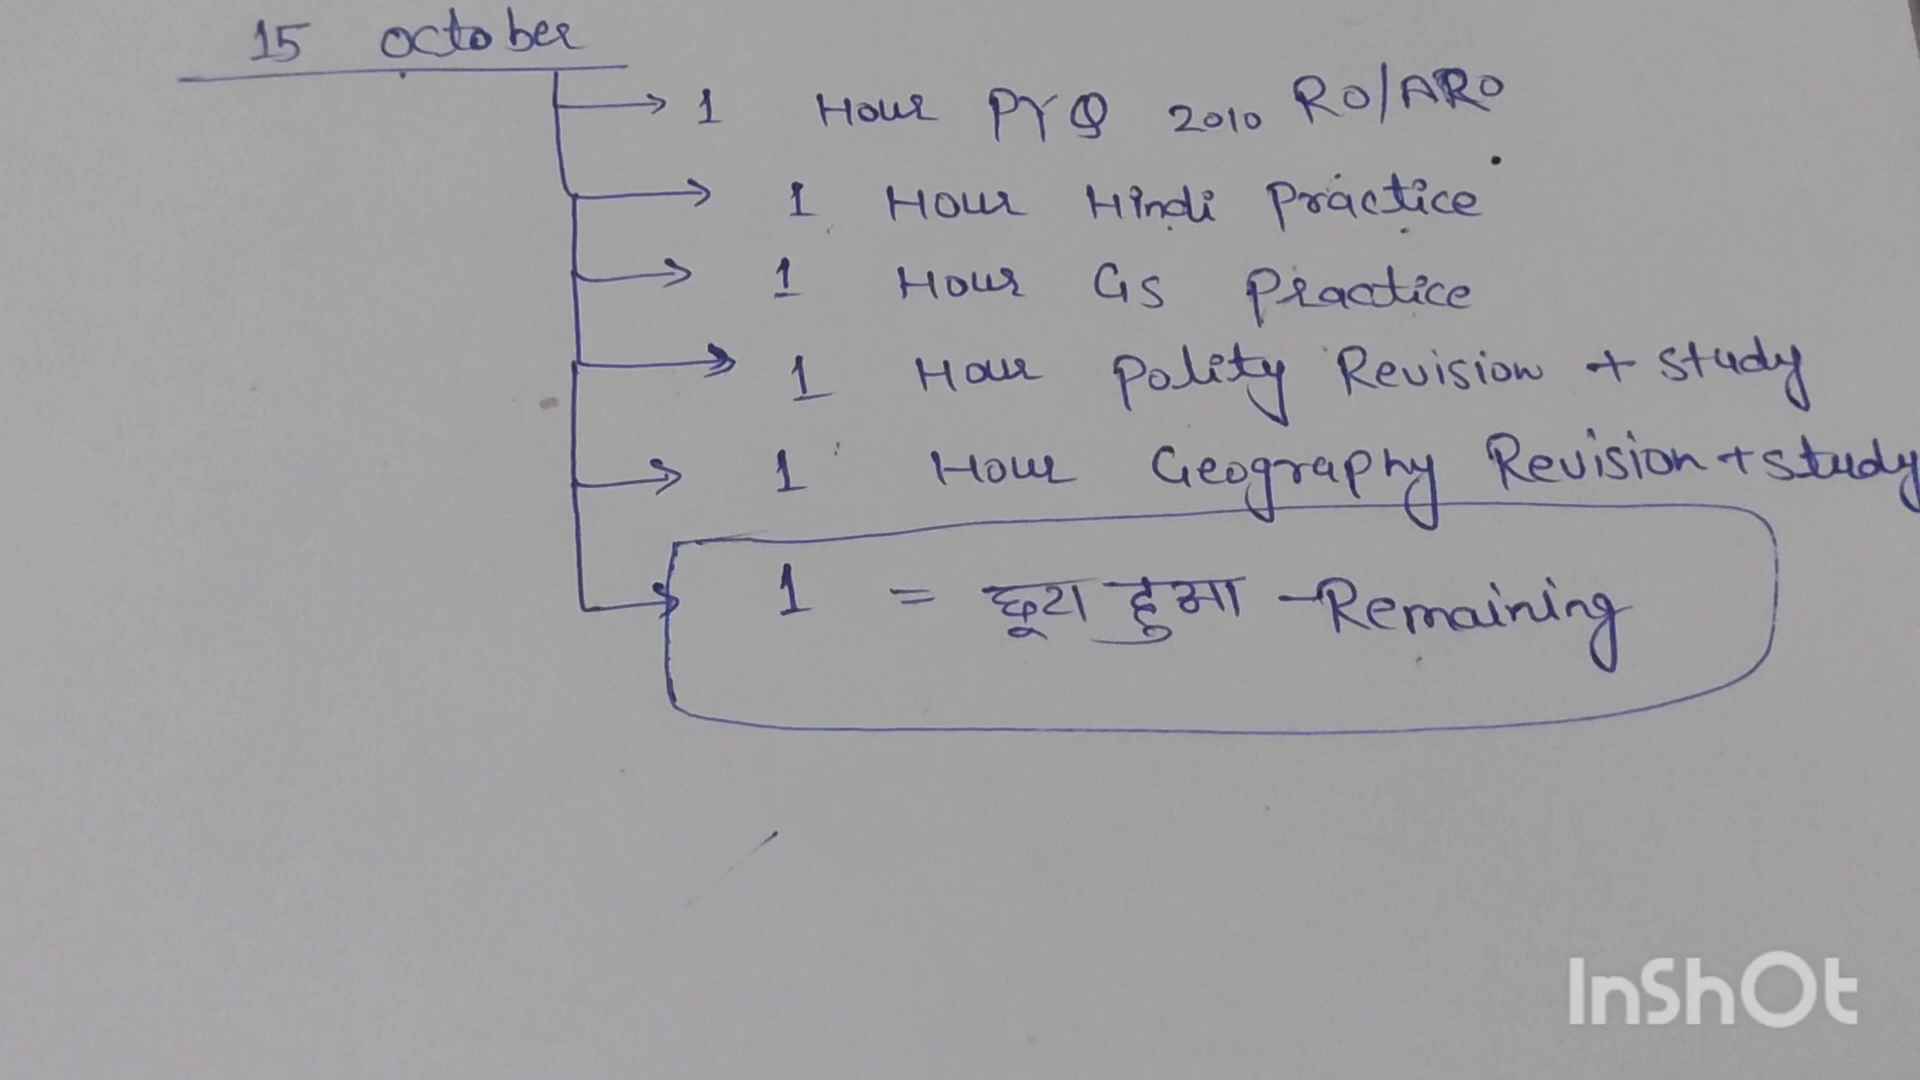 15 October
1 Hour PYQ 2010 RO/ARO
1 Hour Hindi Practice
1 Hour GS Practice
1 Hour Polity Revision + study
1 Hour Geography Revision + study
1 = छूटा हुआ - Remaining
InShOt